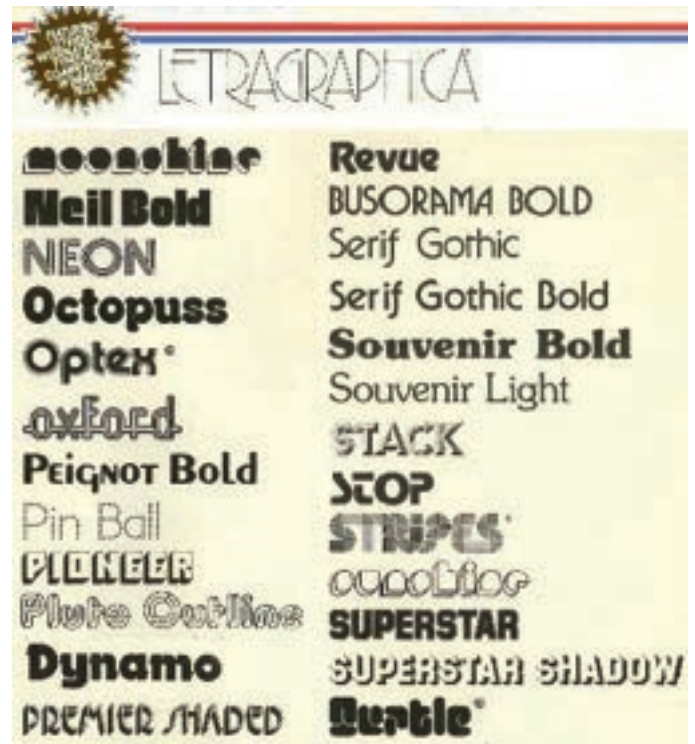 LETRAGRAPHICA
moonshine
Neil Bold
NEON
Octopuss
Optex
oxford
Peignot Bold
Pin Ball
PIONEER
Pluto Outline
Dynamo
PREMIER SHADED
Revue
BUSORAMA BOLD
Serif Gothic
Serif Gothic Bold
Souvenir Bold
Souvenir Light
STACK
STOP
STRIPES
sunshine
SUPERSTAR
SUPERSTAR SHADOW